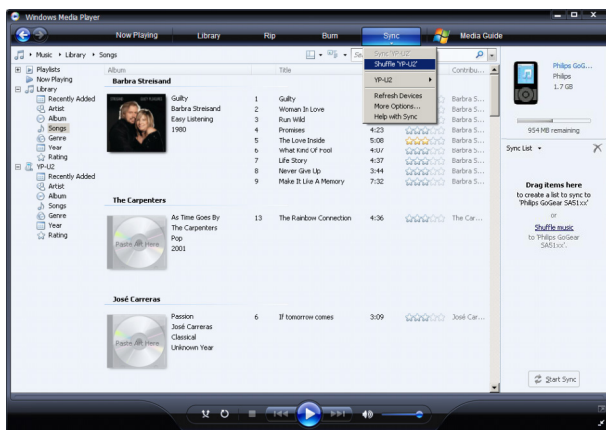 Windows Media Player
Now Playing Library Rip Burn Sync Media Guide
Music Library Songs
Sync 'YP-U2'
Shuffle 'YP-U2'
YP-U2
Refresh Devices
More Options...
Help with Sync
Playlists
Now Playing
Library
Recently Added
Artist
Album
Songs
Genre
Year
Rating
YP-U2
Recently Added
Artist
Album
Songs
Genre
Year
Rating
Album Title Contribu...
Barbra Streisand
Guilty
Barbra Streisand
Easy Listening
1980
1 Guilty Barbra S...
2 Woman In Love Barbra S...
3 Run Wild Barbra S...
4 Promises 4:23 Barbra S...
5 The Love Inside 5:08 Barbra S...
6 What Kind Of Fool 4:07 Barbra S...
7 Life Story 4:37 Barbra S...
8 Never Give Up 3:44 Barbra S...
9 Make It Like A Memory 7:32 Barbra S...
The Carpenters
Paste Art Here
As Time Goes By
The Carpenters
Pop
2001
13 The Rainbow Connection 4:36 The Car...
José Carreras
Paste Art Here
Passion
José Carreras
Classical
Unknown Year
6 If tomorrow comes 3:09 José Car...
Philips GoG...
Philips
1.7 GB
954 MB remaining
Sync List
Drag items here
to create a list to sync to
'Philips GoGear SA51xx'
or
Shuffle music
to 'Philips GoGear
SA51xx'.
Start Sync